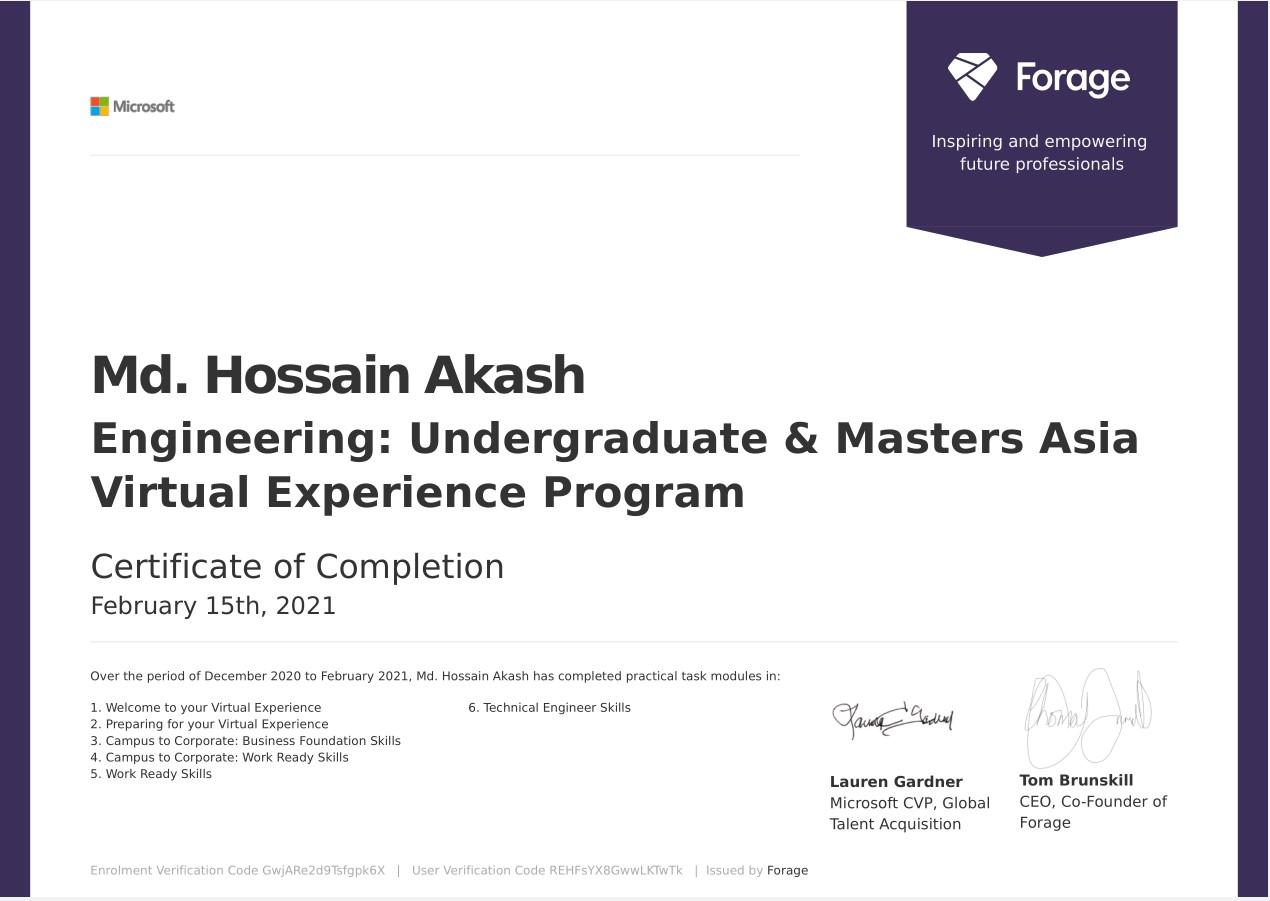 Microsoft
Forage
Inspiring and empowering
future professionals
Md. Hossain Akash
Engineering: Undergraduate & Masters Asia
Virtual Experience Program
Certificate of Completion
February 15th, 2021
Over the period of December 2020 to February 2021, Md. Hossain Akash has completed practical task modules in:
1. Welcome to your Virtual Experience
2. Preparing for your Virtual Experience
3. Campus to Corporate: Business Foundation Skills
4. Campus to Corporate: Work Ready Skills
5. Work Ready Skills
6. Technical Engineer Skills
Lauren Gardner
Microsoft CVP, Global
Talent Acquisition
Tom Brunskill
CEO, Co-Founder of
Forage
Enrolment Verification Code GwjARe2d9Tsfgpk6X | User Verification Code REHFsYX8GwwLKTwTk | Issued by Forage